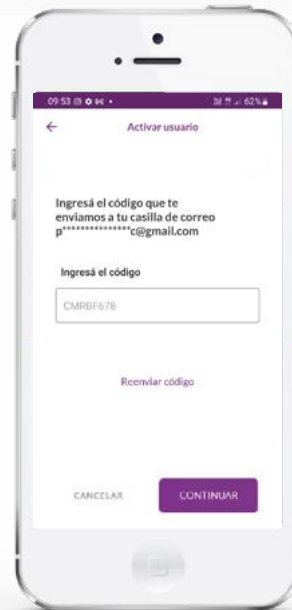 09:53
62%
Activar usuario
Ingresá el código que te
enviamos a tu casilla de correo
p***************c@gmail.com
Ingresá el código
CMRBF678
Reenviar código
CANCELAR
CONTINUAR